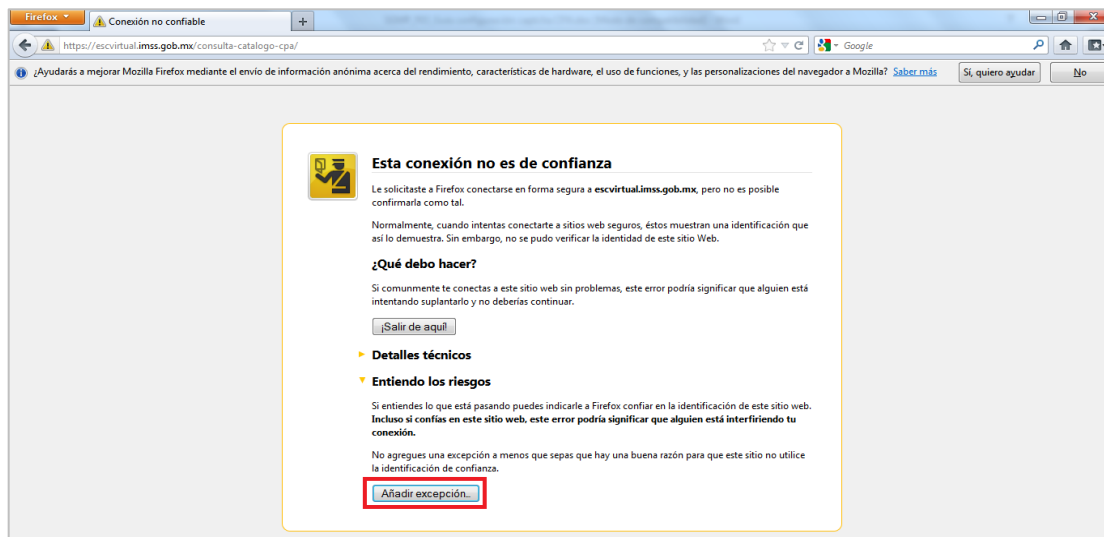 Firefox
Conexión no confiable
https://escvirtual.imss.gob.mx/consulta-catalogo-cpa/
Google
¿Ayudarás a mejorar Mozilla Firefox mediante el envío de información anónima acerca del rendimiento, características de hardware, el uso de funciones, y las personalizaciones del navegador a Mozilla? Saber más
Sí, quiero ayudar
No
Esta conexión no es de confianza
Le solicitaste a Firefox conectarse en forma segura a escvirtual.imss.gob.mx, pero no es posible
confirmarla como tal.
Normalmente, cuando intentas conectarte a sitios web seguros, éstos muestran una identificación que
así lo demuestra. Sin embargo, no se pudo verificar la identidad de este sitio Web.
¿Qué debo hacer?
Si comunmente te conectas a este sitio web sin problemas, este error podría significar que alguien está
intentando suplantarlo y no deberías continuar.
¡Salir de aquí!
Detalles técnicos
Entiendo los riesgos
Si entiendes lo que está pasando puedes indicarle a Firefox confiar en la identificación de este sitio web.
Incluso si confías en este sitio web, este error podría significar que alguien está interfiriendo tu
conexión.
No agregues una excepción a menos que sepas que hay una buena razón para que este sitio no utilice
la identificación de confianza.
Añadir excepción..